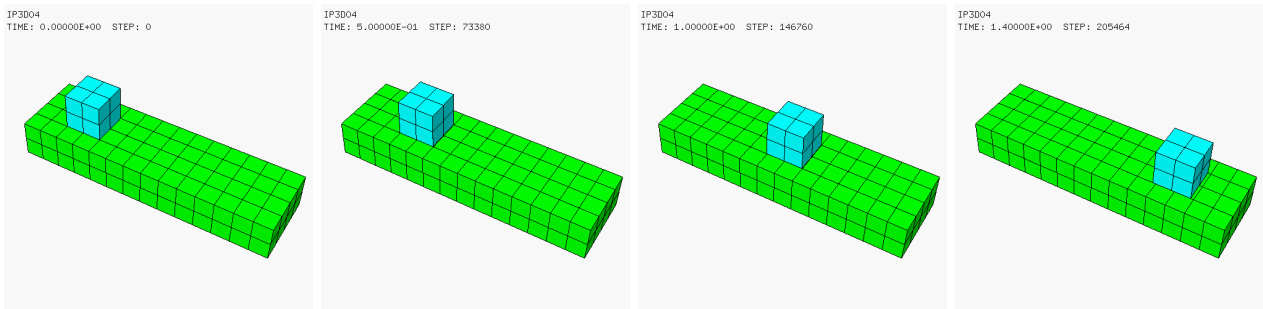 IP3D04
TIME: 0.00000E+00 STEP: 0
IP3D04
TIME: 5.00000E-01 STEP: 73380
IP3D04
TIME: 1.00000E+00 STEP: 146760
IP3D04
TIME: 1.40000E+00 STEP: 205464